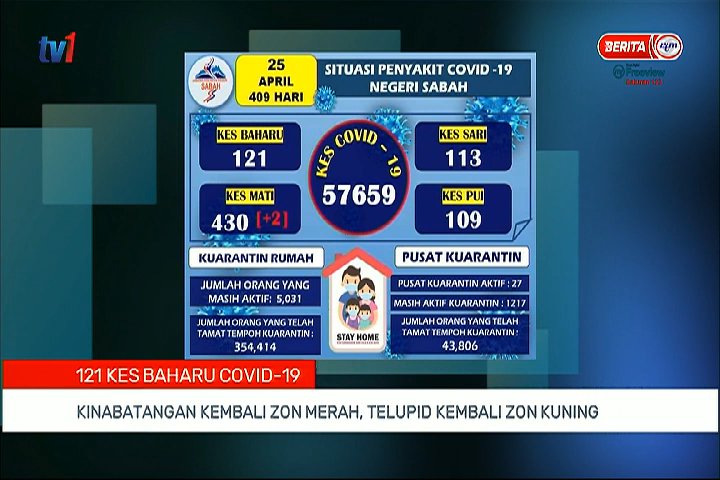 tv1
BERITA rtm
Freeview
SABAH
25
APRIL
409 HARI
SITUASI PENYAKIT COVID -19
NEGERI SABAH
KES BAHARU
121
KES COVID - 19
57659
KES SARI
113
KES MATI
430 [+2]
KES PUI
109
KUARANTIN RUMAH
JUMLAH ORANG YANG
MASIH AKTIF: 5,031
JUMLAH ORANG YANG TELAH
TAMAT TEMPOH KUARANTIN :
354,414
STAY HOME
PUSAT KUARANTIN
PUSAT KUARANTIN AKTIF : 27
MASIH AKTIF KUARANTIN : 1217
JUMLAH ORANG YANG TELAH
TAMAT TEMPOH KUARANTIN :
43,806
121 KES BAHARU COVID-19
KINABATANGAN KEMBALI ZON MERAH, TELUPID KEMBALI ZON KUNING